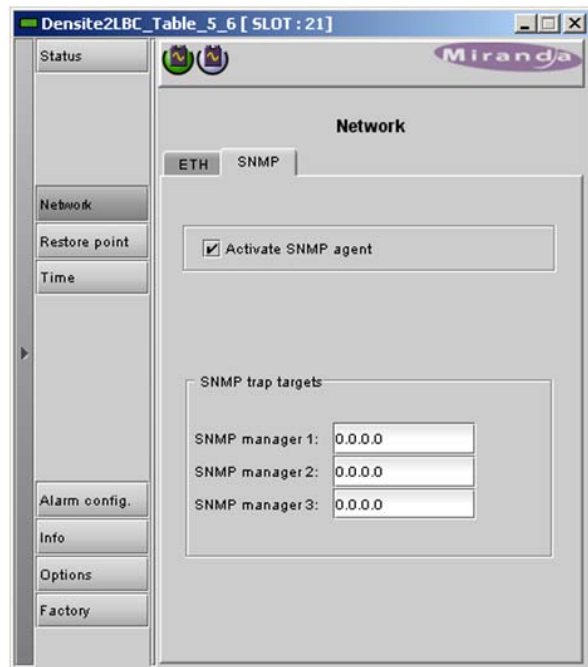 Densite2LBC_Table_5_6 [ SLOT : 21]
Status
Miranda
Network
ETH
SNMP
Network
Restore point
Time
Activate SNMP agent
SNMP trap targets
SNMP manager 1: 0.0.0.0
SNMP manager 2: 0.0.0.0
SNMP manager 3: 0.0.0.0
Alarm config.
Info
Options
Factory